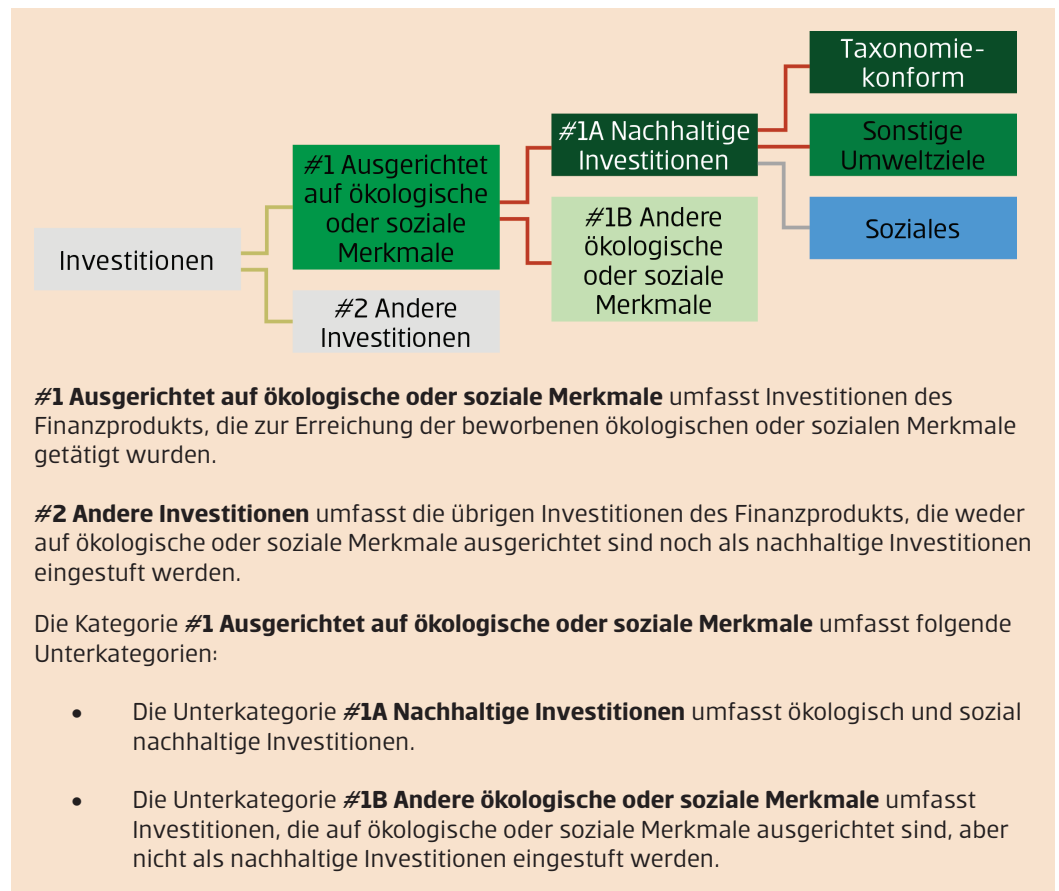 Taxonomie-
konform
#1A Nachhaltige
Investitionen
Sonstige
Umweltziele
#1 Ausgerichtet
auf ökologische
oder soziale
Merkmale
#1B Andere
ökologische
oder soziale
Merkmale
Soziales
Investitionen
#2 Andere
Investitionen
#1 Ausgerichtet auf ökologische oder soziale Merkmale umfasst Investitionen des
Finanzprodukts, die zur Erreichung der beworbenen ökologischen oder sozialen Merkmale
getätigt wurden.
#2 Andere Investitionen umfasst die übrigen Investitionen des Finanzprodukts, die weder
auf ökologische oder soziale Merkmale ausgerichtet sind noch als nachhaltige Investitionen
eingestuft werden.
Die Kategorie #1 Ausgerichtet auf ökologische oder soziale Merkmale umfasst folgende
Unterkategorien:
• Die Unterkategorie #1A Nachhaltige Investitionen umfasst ökologisch und sozial
nachhaltige Investitionen.
• Die Unterkategorie #1B Andere ökologische oder soziale Merkmale umfasst
Investitionen, die auf ökologische oder soziale Merkmale ausgerichtet sind, aber
nicht als nachhaltige Investitionen eingestuft werden.